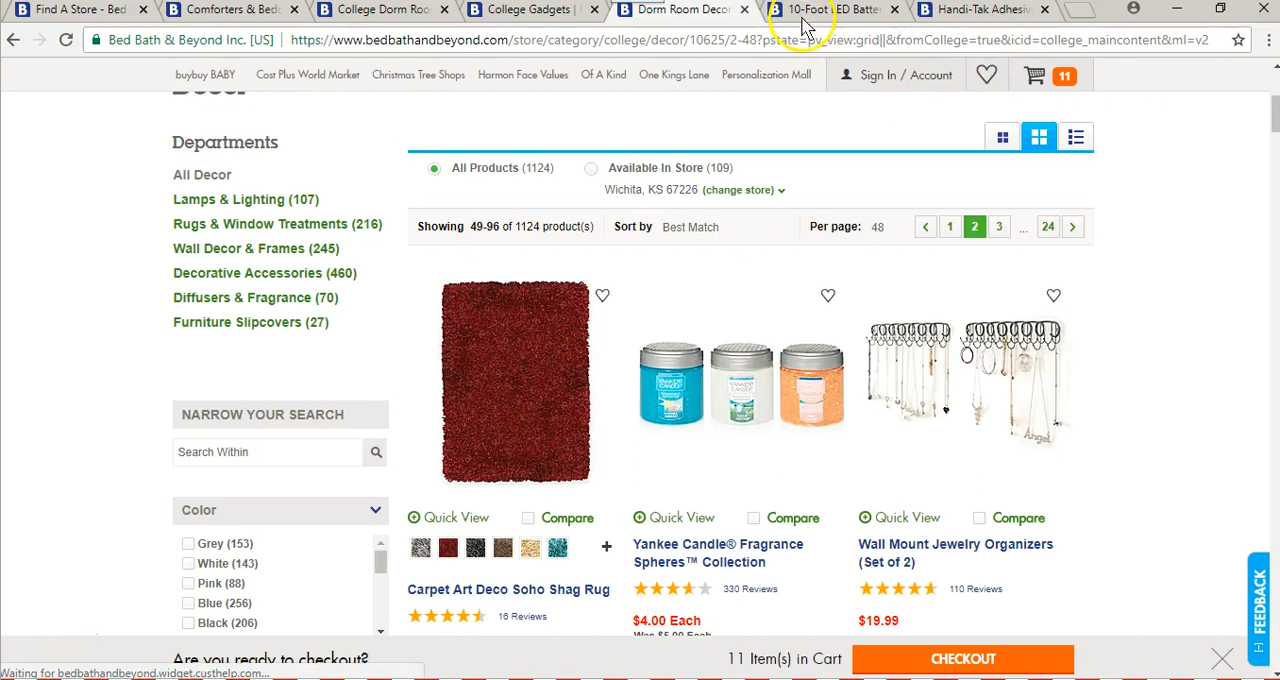 Find A Store - Bed
Comforters & Bedd
College Dorm Roo
College Gadgets |
Dorm Room Decor
10-Foot LED Batter
Handi-Tak Adhesiv
Bed Bath & Beyond Inc. [US]
https://www.bedbathandbeyond.com/store/category/college/decor/10625/2-48?pstate=pv_view:grid||&fromCollege=true&icid=college_maincontent&ml=v2
buybuy BABY Cost Plus World Market Christmas Tree Shops Harmon Face Values Of A Kind One Kings Lane Personalization Mall Sign In / Account 11
Decor
Departments
All Decor
Lamps & Lighting (107)
Rugs & Window Treatments (216)
Wall Decor & Frames (245)
Decorative Accessories (460)
Diffusers & Fragrance (70)
Furniture Slipcovers (27)
NARROW YOUR SEARCH
Search Within
Color
Grey (153)
White (143)
Pink (88)
Blue (256)
Black (206)
All Products (1124) Available In Store (109)
Wichita, KS 67226 (change store)
Showing 49-96 of 1124 product(s) Sort by Best Match Per page: 48 < 1 2 3 ... 24 >
Quick View Compare
Carpet Art Deco Soho Shag Rug
16 Reviews
Quick View Compare
Yankee Candle® Fragrance
Spheres™ Collection
330 Reviews
$4.00 Each
Was $5.00 Each
Quick View Compare
Wall Mount Jewelry Organizers
(Set of 2)
110 Reviews
$19.99
FEEDBACK
Are you ready to checkout?
11 Item(s) in Cart
CHECKOUT
Waiting for bedbathandbeyond.widget.custhelp.com...